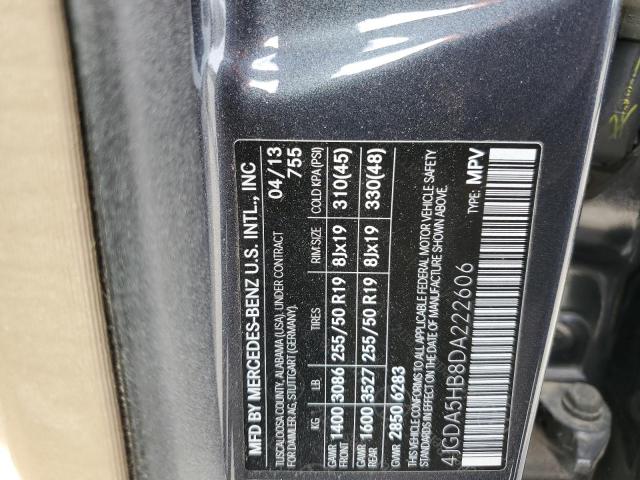 MFD BY MERCEDES-BENZ U.S. INTL., INC
TUSCALOOSA COUNTY, ALABAMA (USA), UNDER CONTRACT 04/13
FOR DAIMLER AG, STUTTGART (GERMANY). 755
KG LB TIRES RIM SIZE COLD KPA (PSI)
GAWR FRONT 1400 3086 255/50 R19 8Jx19 310(45)
GAWR REAR 1600 3527 255/50 R19 8Jx19 330(48)
GVWR 2850 6283
THIS VEHICLE CONFORMS TO ALL APPLICABLE FEDERAL MOTOR VEHICLE SAFETY
STANDARDS IN EFFECT ON THE DATE OF MANUFACTURE SHOWN ABOVE.
4JGDA5HB8DA222606 TYPE: MPV